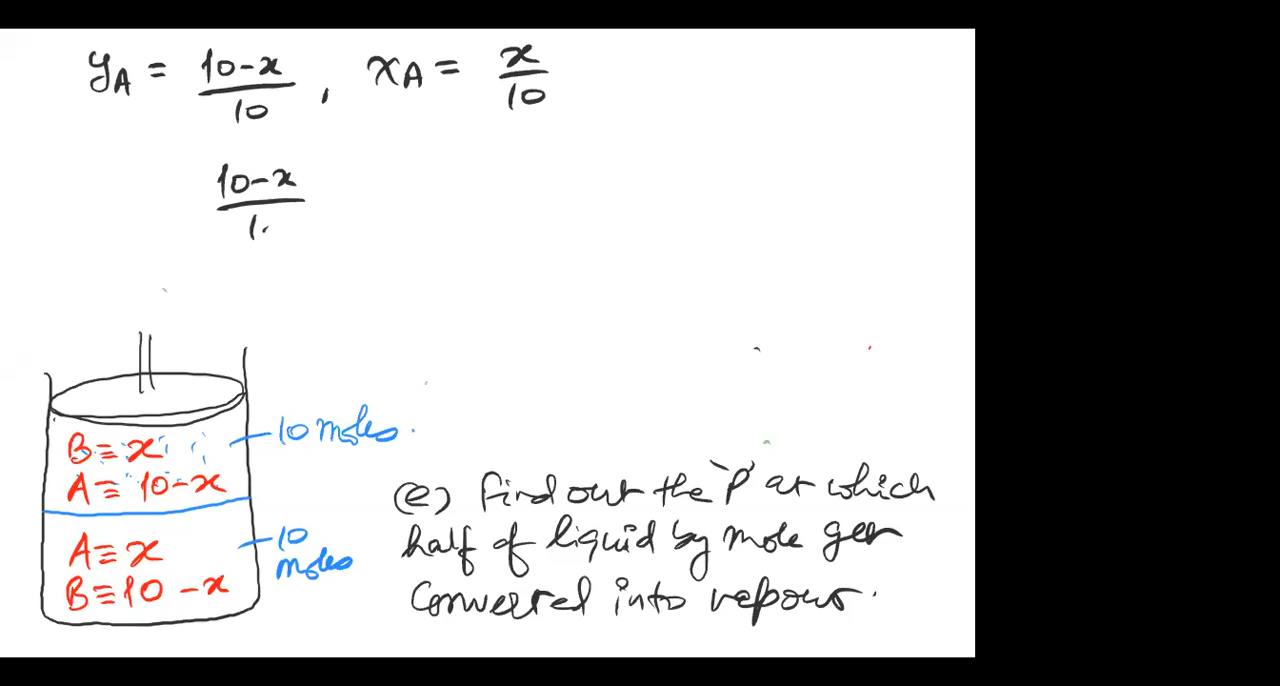 yA = 10-x / 10 , xA = x / 10
10-x / 1.
B ≡ x
A ≡ 10-x
10 moles.
A ≡ x
B ≡ 10-x
10 moles
(e) find out the 'P' at which
half of liquid by mole get
converted into vapour.